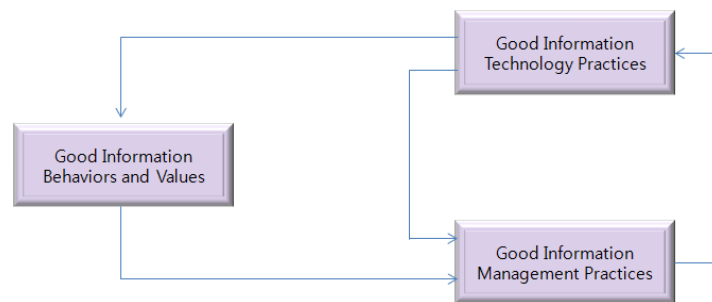 Good Information
Technology Practices
Good Information
Behaviors and Values
Good Information
Management Practices